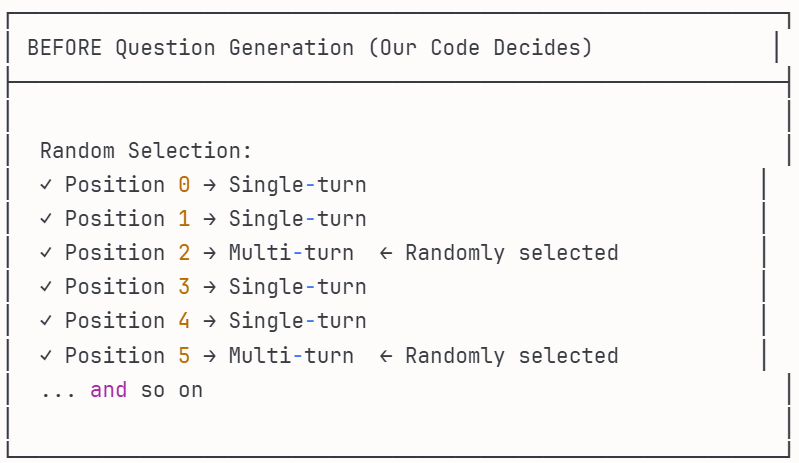 BEFORE Question Generation (Our Code Decides)
Random Selection:
✓ Position 0 → Single-turn
✓ Position 1 → Single-turn
✓ Position 2 → Multi-turn ← Randomly selected
✓ Position 3 → Single-turn
✓ Position 4 → Single-turn
✓ Position 5 → Multi-turn ← Randomly selected
... and so on